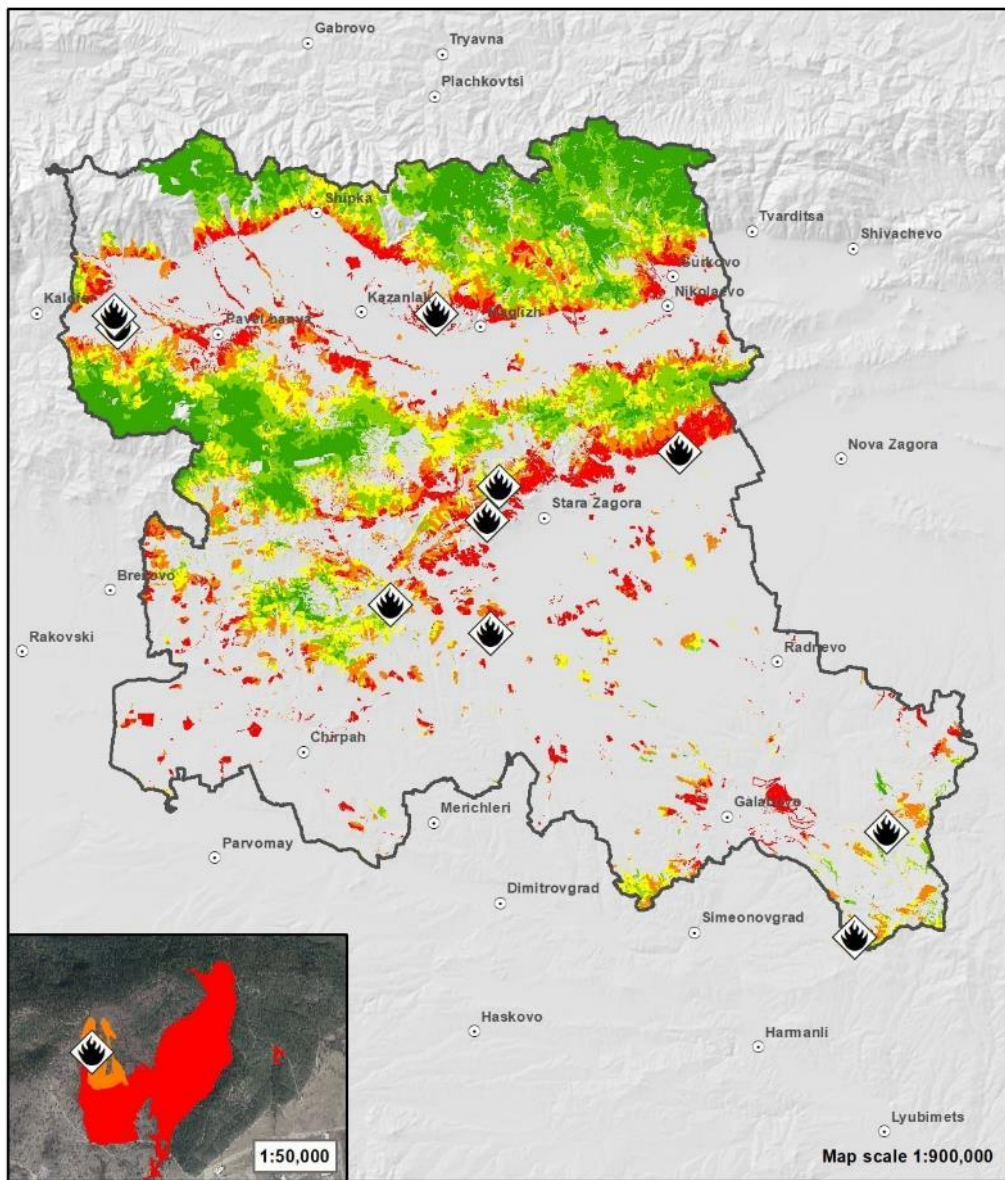 Gabrovo
Tryavna
Plachkovtsi
Shipka
Tvarditsa
Shivachevo
Gurkovo
Nikolaevo
Kazanlak
Maglizh
Pavel banya
Nova Zagora
Stara Zagora
Brezovo
Rakovski
Radnevo
Chirpan
Galabovo
Merichleri
Parvomay
Dimitrovgrad
Simeonovgrad
Haskovo
Harmanli
Lyubimets
1:50,000
Map scale 1:900,000